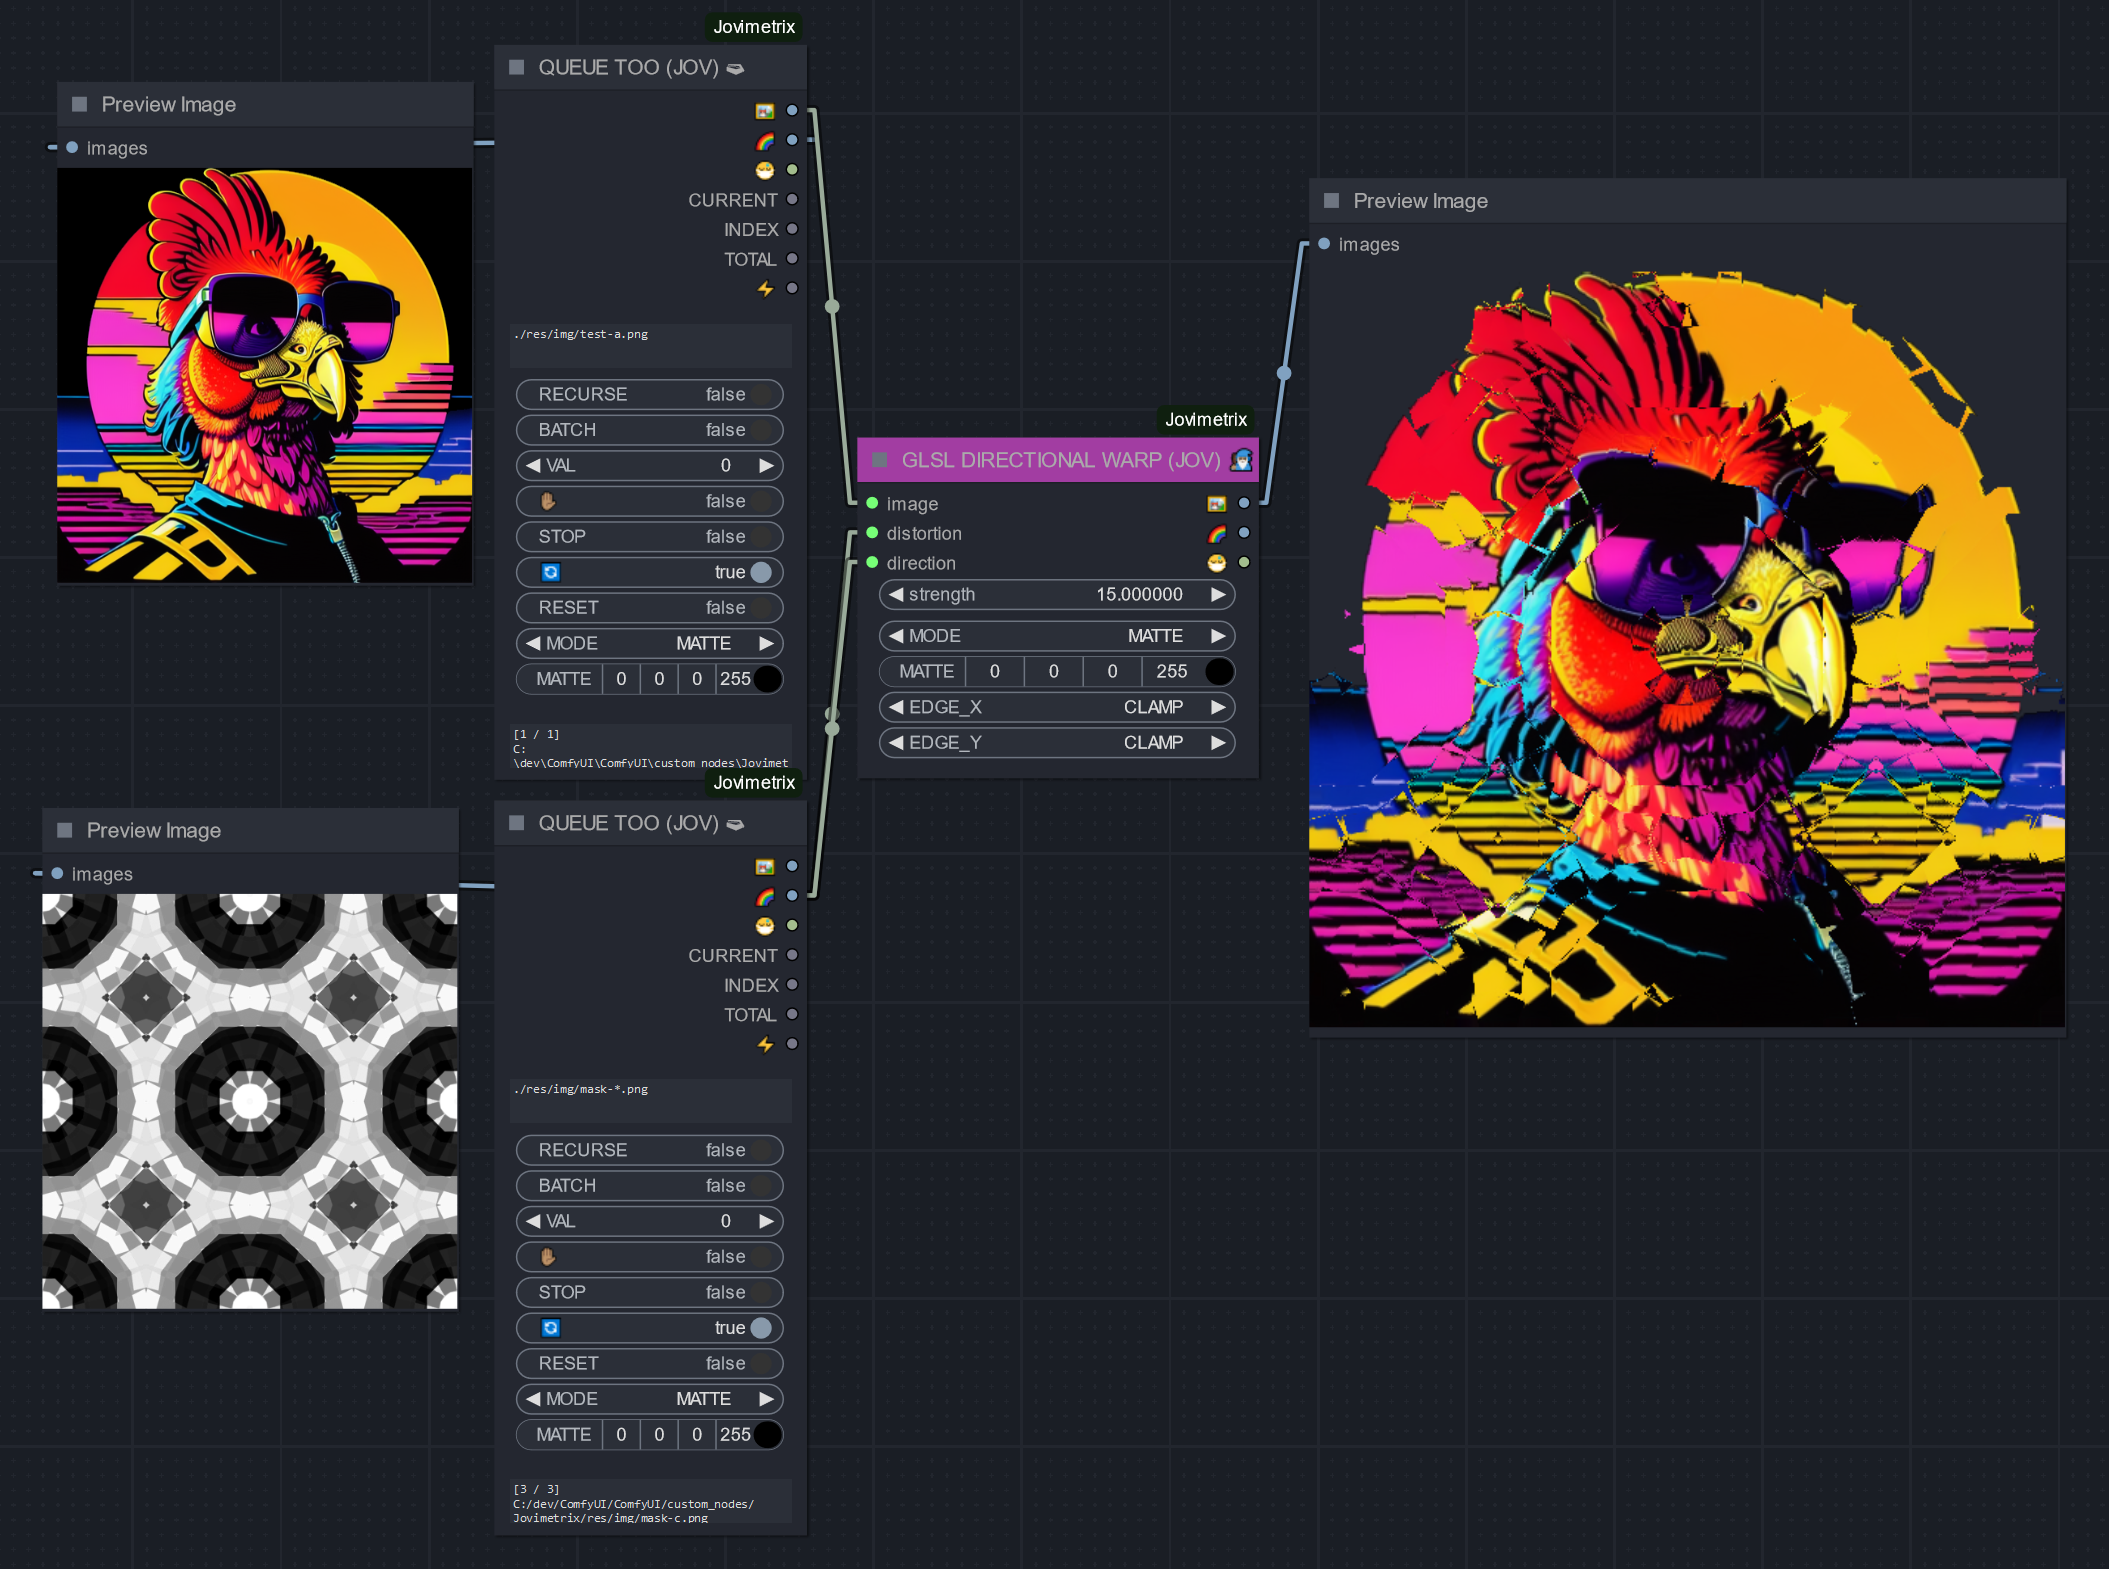 Jovimetrix
QUEUE TOO (JOV)
Preview Image
images
CURRENT
INDEX
TOTAL
./res/img/test-a.png
RECURSE false
BATCH false
VAL 0
false
STOP false
true
RESET false
MODE MATTE
MATTE 0 0 0 255
[1 / 1]
C:
\dev\ComfyUI\ComfyUI\custom_nodes\Jovimet
Jovimetrix
GLSL DIRECTIONAL WARP (JOV)
image
distortion
direction
strength 15.000000
MODE MATTE
MATTE 0 0 0 255
EDGE_X CLAMP
EDGE_Y CLAMP
Preview Image
images
Jovimetrix
QUEUE TOO (JOV)
Preview Image
images
CURRENT
INDEX
TOTAL
./res/img/mask-*.png
RECURSE false
BATCH false
VAL 0
false
STOP false
true
RESET false
MODE MATTE
MATTE 0 0 0 255
[3 / 3]
C:/dev/ComfyUI/ComfyUI/custom_nodes/
Jovimetrix/res/img/mask-c.png